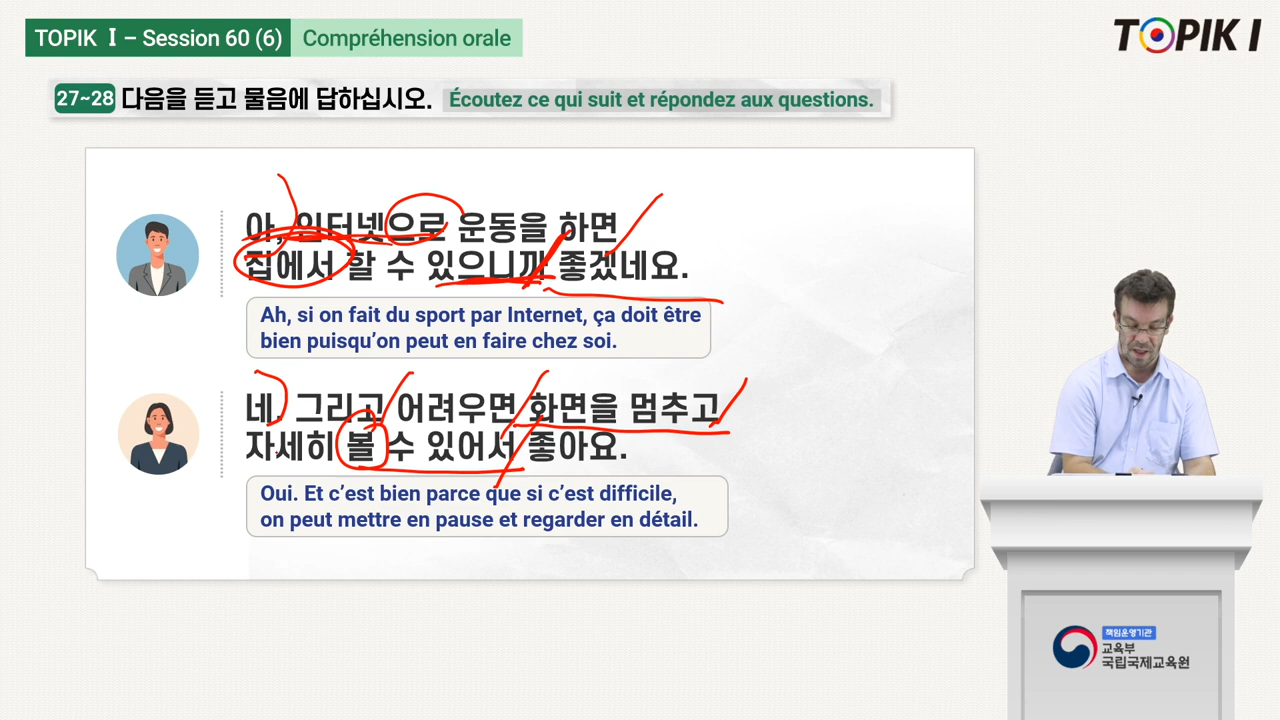 TOPIK Ⅰ – Session 60 (6) Compréhension orale
TOPIK I
27~28 다음을 듣고 물음에 답하십시오. Écoutez ce qui suit et répondez aux questions.
아, 인터넷으로 운동을 하면
집에서 할 수 있으니까 좋겠네요.
Ah, si on fait du sport par Internet, ça doit être
bien puisqu'on peut en faire chez soi.
네. 그리고 어려우면 화면을 멈추고
자세히 볼 수 있어서 좋아요.
Oui. Et c'est bien parce que si c'est difficile,
on peut mettre en pause et regarder en détail.
책임운영기관
교육부
국립국제교육원